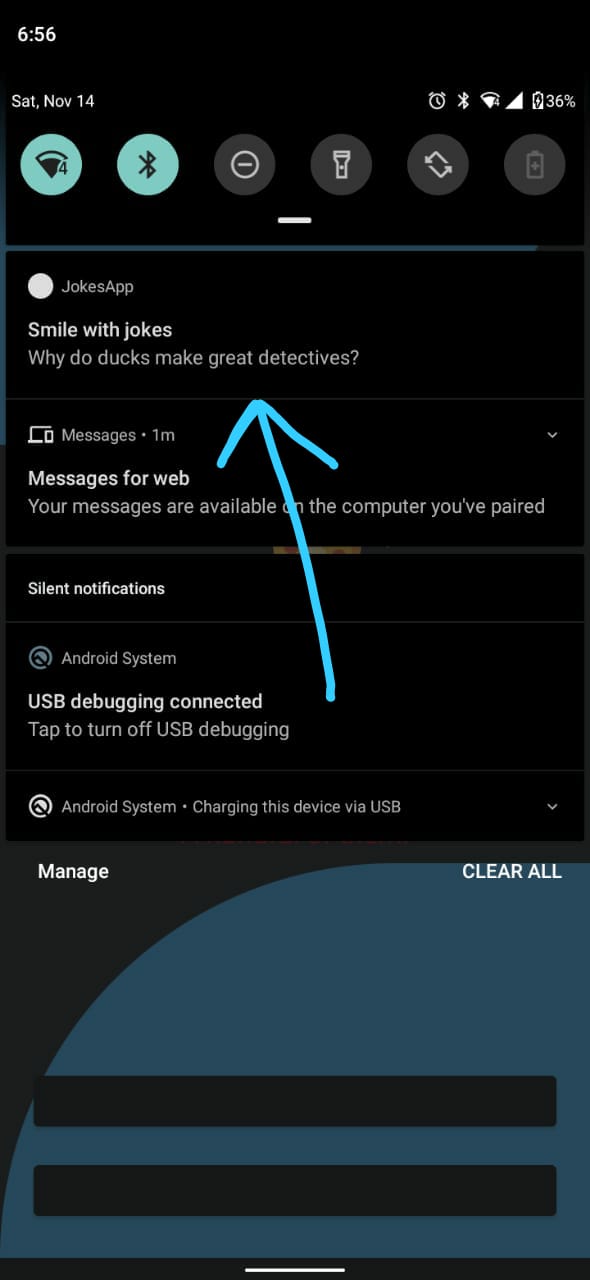 6:56
Sat, Nov 14
4
36%
4
JokesApp
Smile with jokes
Why do ducks make great detectives?
Messages • 1m
Messages for web
Your messages are available on the computer you've paired
Silent notifications
Android System
USB debugging connected
Tap to turn off USB debugging
Android System • Charging this device via USB
Manage
CLEAR ALL